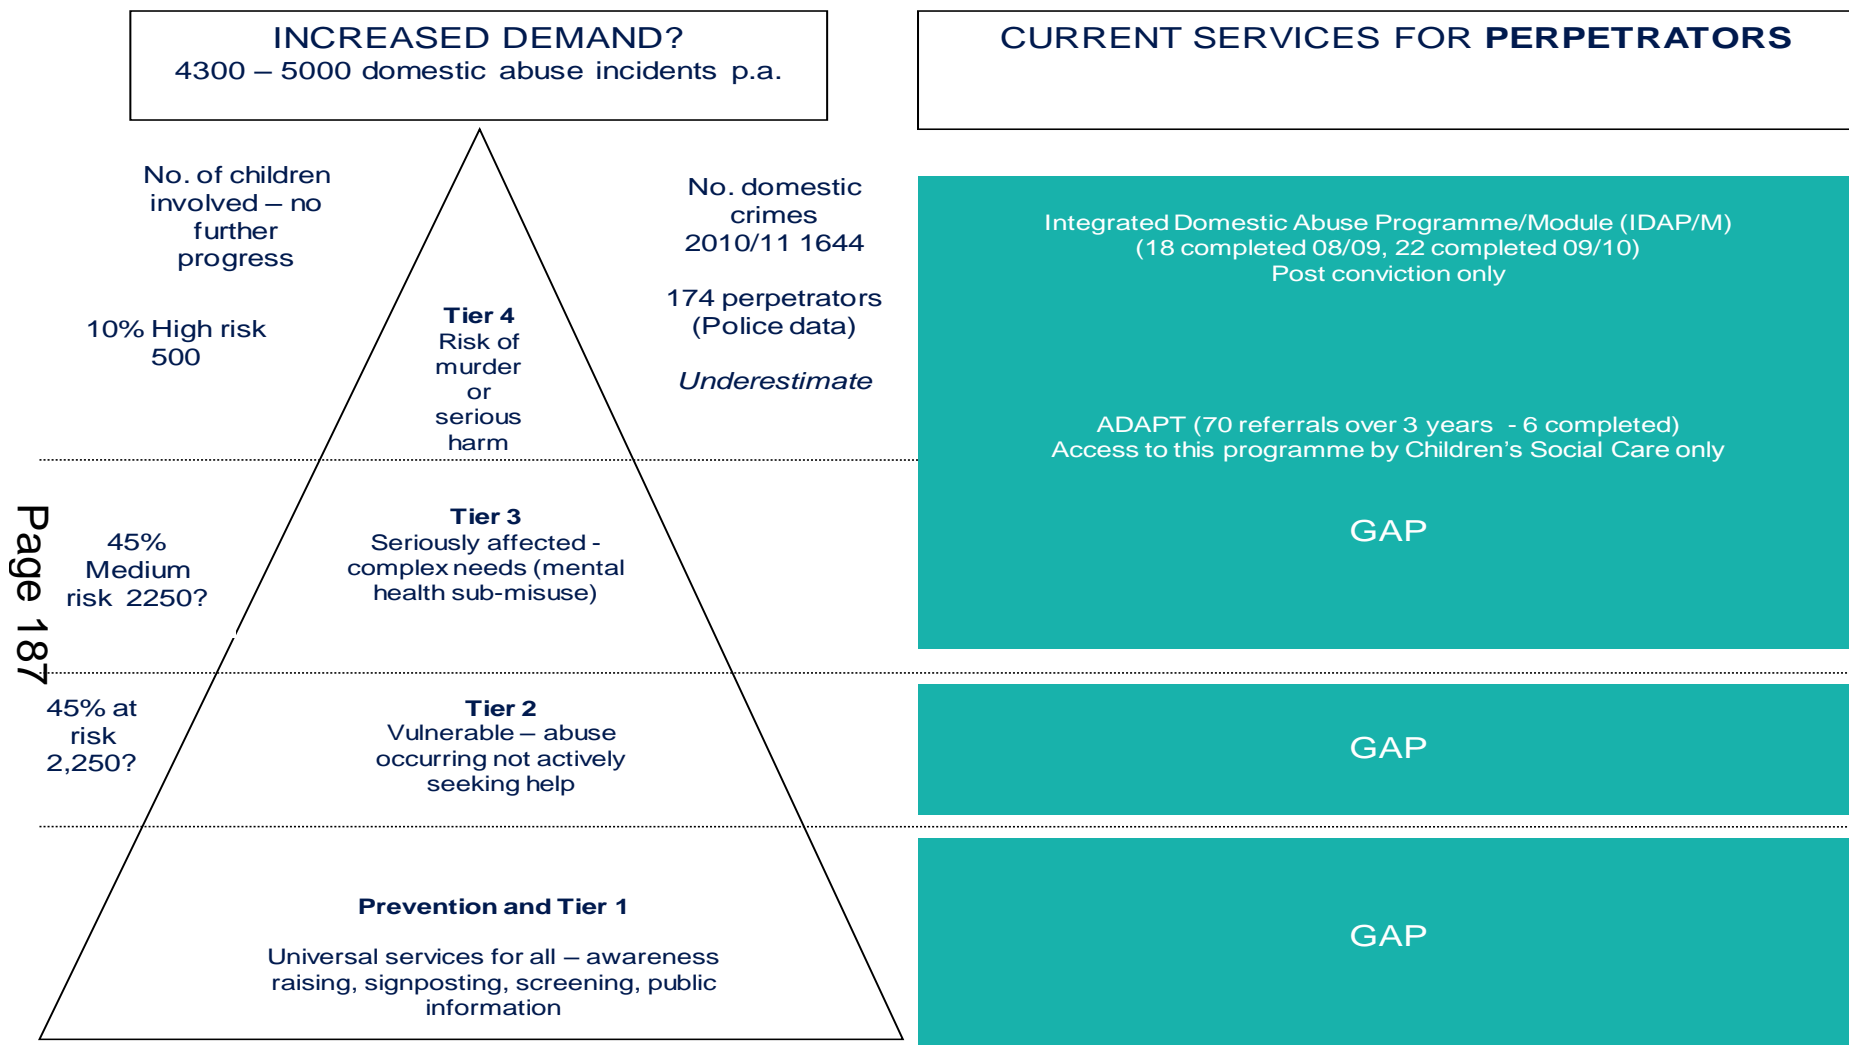 INCREASED DEMAND?
4300 – 5000 domestic abuse incidents p.a.
CURRENT SERVICES FOR PERPETRATORS
No. of children
involved – no
further
progress
10% High risk
500
No. domestic
crimes
2010/11 1644
174 perpetrators
(Police data)
Underestimate
Tier 4
Risk of
murder
or
serious
harm
Integrated Domestic Abuse Programme/Module (IDAP/M)
(18 completed 08/09, 22 completed 09/10)
Post conviction only
ADAPT (70 referrals over 3 years - 6 completed)
Access to this programme by Children’s Social Care only
GAP
Page 187
45%
Medium
risk 2250?
Tier 3
Seriously affected -
complex needs (mental
health sub-misuse)
45% at
risk
2,250?
Tier 2
Vulnerable – abuse
occurring not actively
seeking help
GAP
Prevention and Tier 1
Universal services for all – awareness
raising, signposting, screening, public
information
GAP